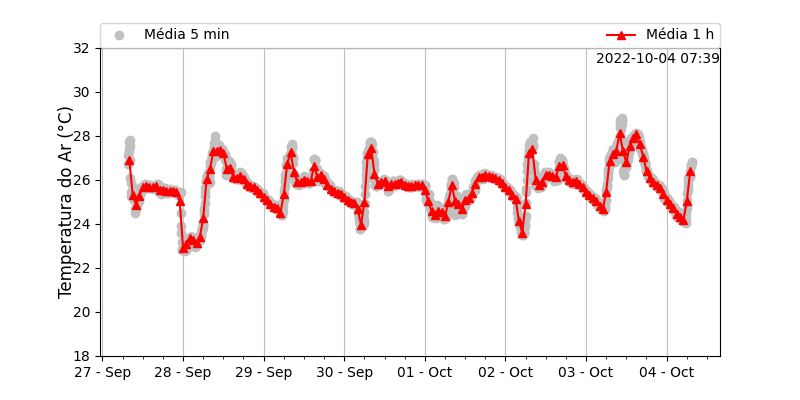 Média 5 min
Média 1 h
2022-10-04 07:39
Temperatura do Ar (°C)
32
30
28
26
24
22
20
18
27 - Sep
28 - Sep
29 - Sep
30 - Sep
01 - Oct
02 - Oct
03 - Oct
04 - Oct